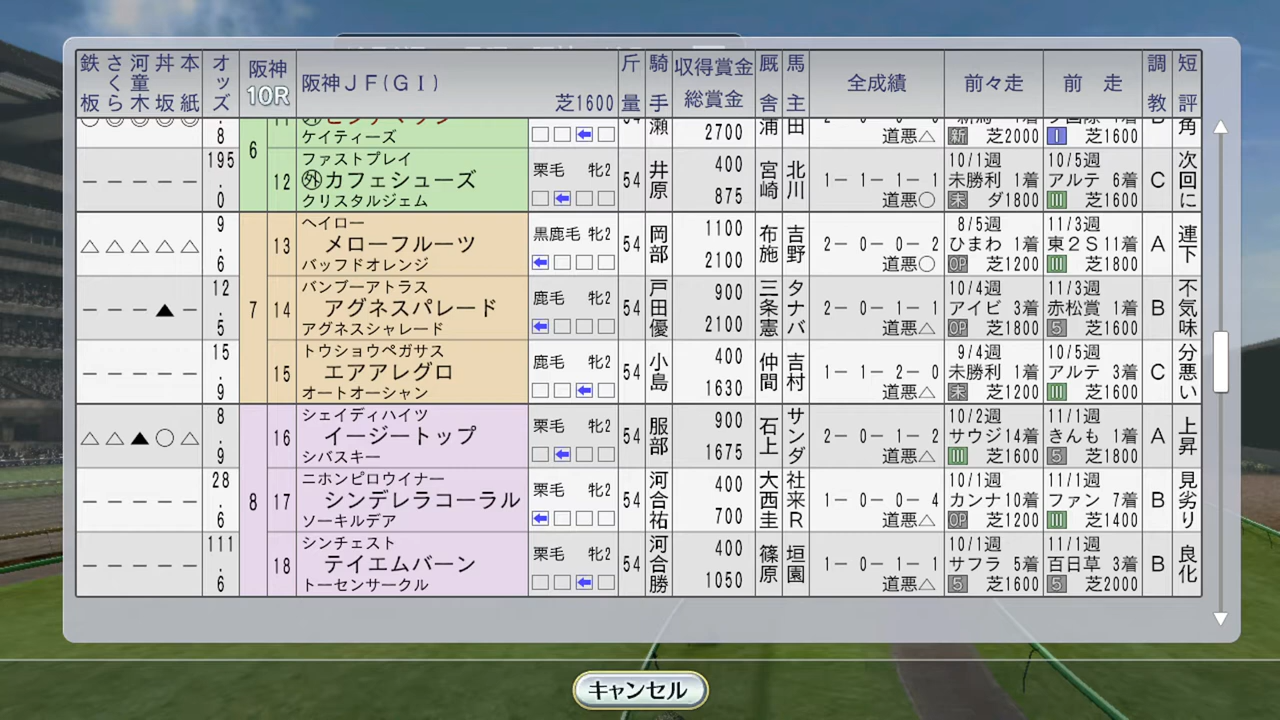 鉄板 さくら 河童木 丼坂 本紙 オッズ 阪神10R 阪神JF(GⅠ) 芝1600 斤量 騎手 収得賞金 総賞金 厩舎 馬主 全成績 前々走 前走 調教 短評
8 ケイティーズ 瀬 2700 浦 田 道悪△ 新 芝2000 Ⅰ 芝1600 角
6
195.0 12 ファストプレイ 栗毛 牝2 54 井原 400 宮崎 北川 1-1-1-1 10/1週 10/5週 C 次回に
------ 外カフェシューズ 未勝利 1着 アルテ 6着
クリスタルジェム 875 道悪○ 未 ダ1800 Ⅲ 芝1600
7
9.6 13 ヘイロー 黒鹿毛 牝2 54 岡部 1100 布施 吉野 2-0-0-2 8/5週 11/3週 A 連下
△△△△△ メローフルーツ ひまわ 1着 東2S11着
バッフドオレンジ 2100 道悪○ OP 芝1200 Ⅲ 芝1800
12.5 14 バンブーアトラス 鹿毛 牝2 54 戸田優 900 三条憲 タナバ 2-0-1-1 10/4週 11/3週 B 不気味
---▲- アグネスパレード アイビ 3着 赤松賞 1着
アグネスシャレード 2100 道悪△ OP 芝1800 5 芝1600
15.9 15 トウショウペガサス 鹿毛 牝2 54 小島 400 仲間 吉村 1-1-2-0 9/4週 10/5週 C 分悪い
----- エアアレグロ 未勝利 1着 アルテ 3着
オートオーシャン 1630 道悪△ 未 芝1200 Ⅲ 芝1600
8
8.9 16 シェイディハイツ 栗毛 牝2 54 服部 900 石上 サンダ 2-0-1-2 10/2週 11/1週 A 上昇
△△▲○△ イージートップ サウジ14着 きんも 1着
シバスキー 1675 道悪△ Ⅲ 芝1600 5 芝1800
28.6 17 ニホンピロウイナー 栗毛 牝2 54 河合祐 400 大西圭 社来R 1-0-0-4 10/1週 11/1週 B 見劣り
----- シンデレラコーラル カンナ10着 ファン 7着
ソーキルデア 700 道悪△ OP 芝1200 Ⅲ 芝1400
111.6 18 シンチェスト 栗毛 牝2 54 河合勝 400 篠原 垣園 1-0-1-1 10/1週 11/1週 B 良化
----- テイエムバーン サフラ 5着 百日草 3着
トーセンサークル 1050 道悪△ 5 芝1600 5 芝2000
キャンセル